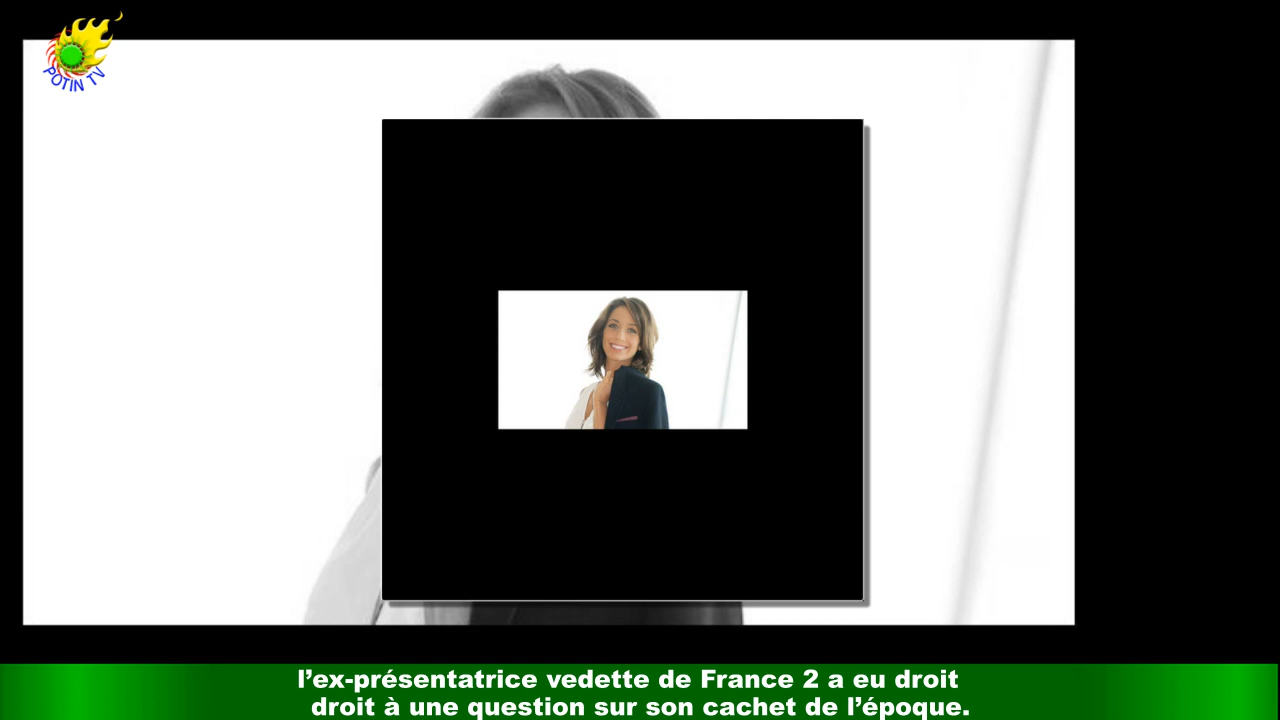 POTIN TV
l’ex-présentatrice vedette de France 2 a eu droit
droit à une question sur son cachet de l’époque.